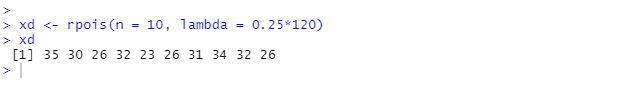 >
> xd <- rpois(n = 10, lambda = 0.25*120)
> xd
 [1] 35 30 26 32 23 26 31 34 32 26
>